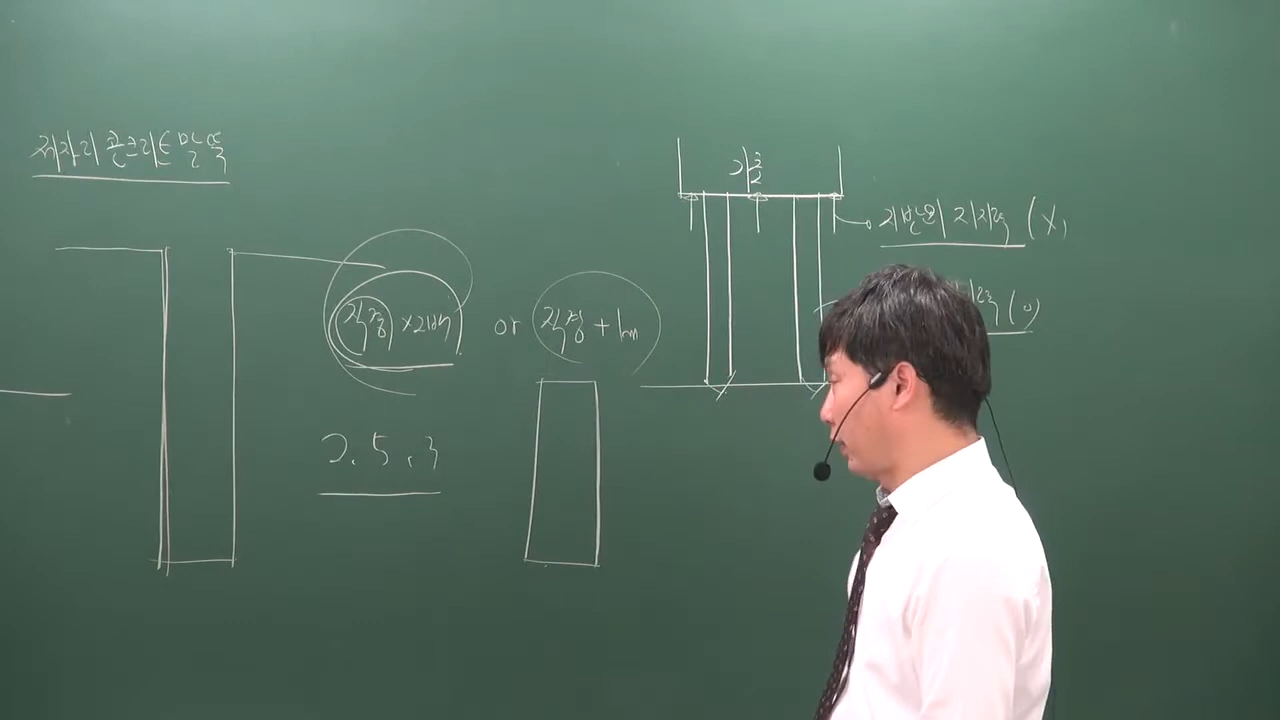 제자리 콘크리트 말뚝
직경 × 2배 or 직경 + 1m
2.5, 3
기초
지반의 지지력 (X)
력 (O)